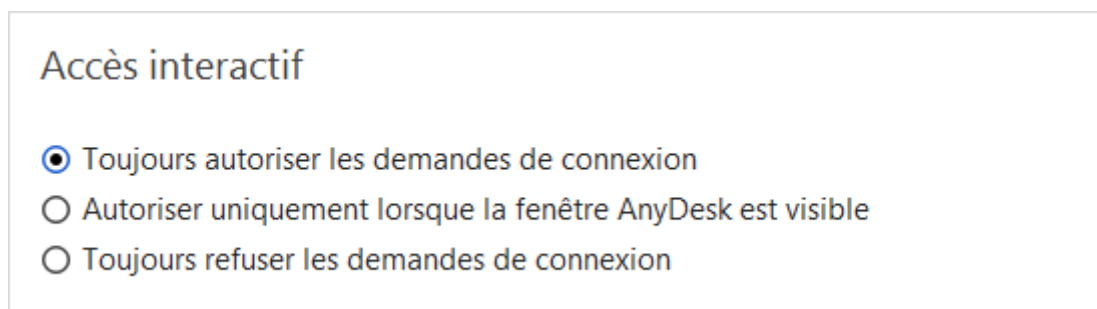 Accès interactif
Toujours autoriser les demandes de connexion
Autoriser uniquement lorsque la fenêtre AnyDesk est visible
Toujours refuser les demandes de connexion